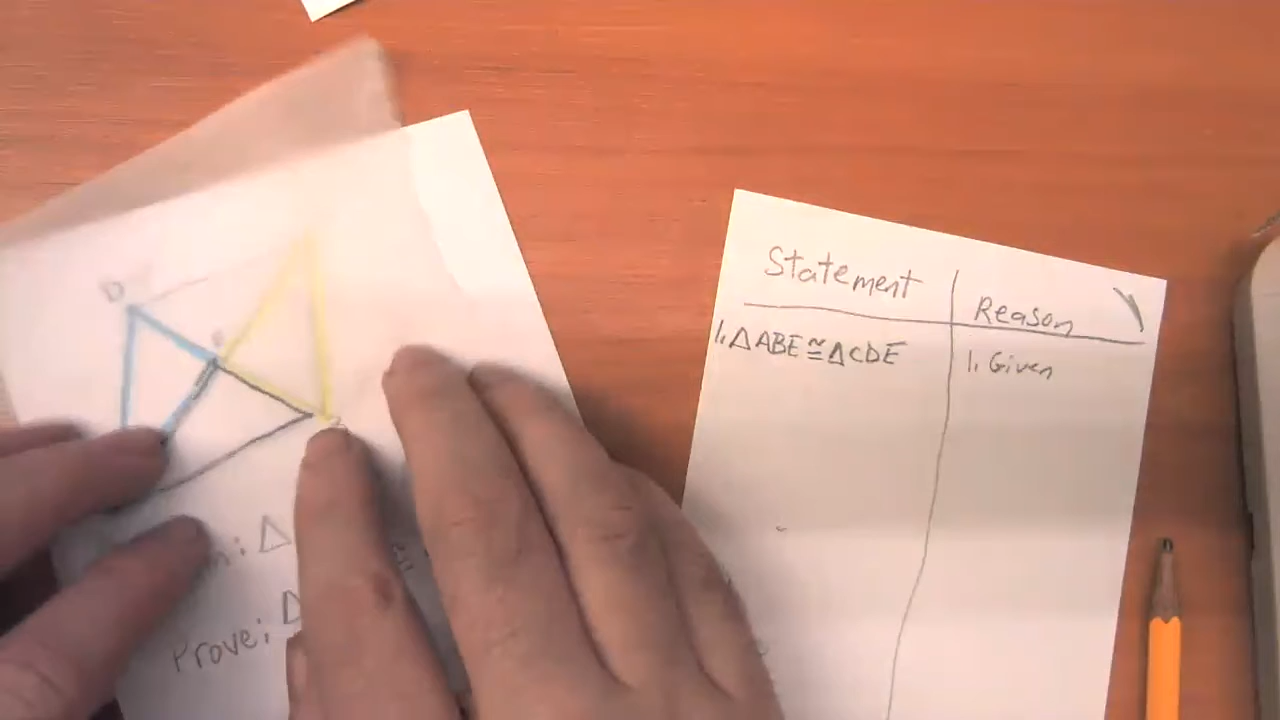 D
Statement
Reason
1. △ABE≅△CDE
1. Given
n: △
Prove: △